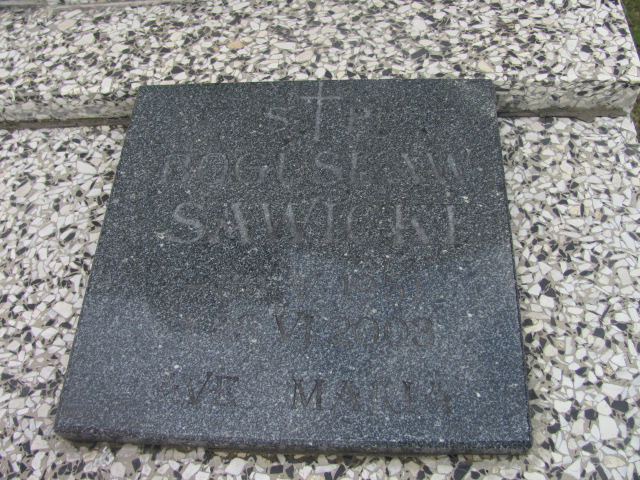 Ś P.
BOGUSŁAW
SAWICKI
VI 2003
AVE MARIA